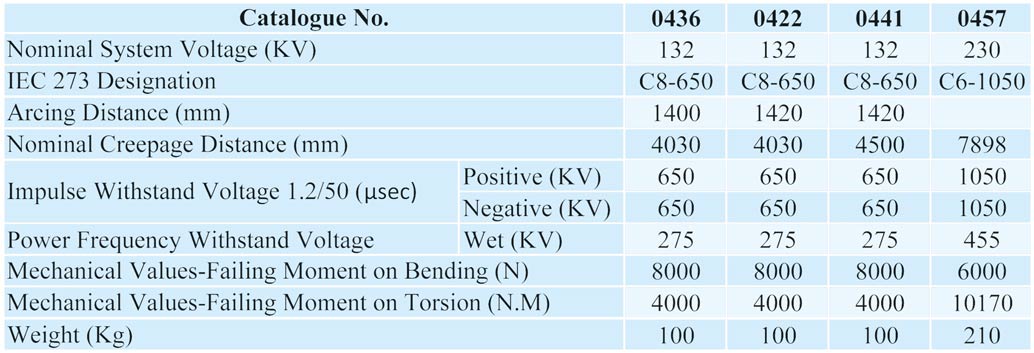 Catalogue No. 0436 0422 0441 0457
Nominal System Voltage (KV) 132 132 132 230
IEC 273 Designation C8-650 C8-650 C8-650 C6-1050
Arcing Distance (mm) 1400 1420 1420
Nominal Creepage Distance (mm) 4030 4030 4500 7898
Impulse Withstand Voltage 1.2/50 (μsec) Positive (KV) 650 650 650 1050
Negative (KV) 650 650 650 1050
Power Frequency Withstand Voltage Wet (KV) 275 275 275 455
Mechanical Values-Failing Moment on Bending (N) 8000 8000 8000 6000
Mechanical Values-Failing Moment on Torsion (N.M) 4000 4000 4000 10170
Weight (Kg) 100 100 100 210